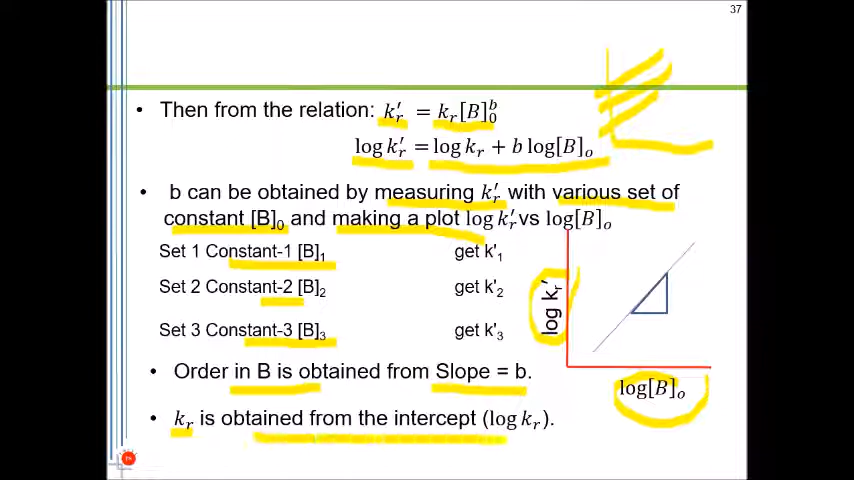 37
• Then from the relation: k′ᵣ = kᵣ[B]₀ᵇ
log k′ᵣ = log kᵣ + b log[B]ₒ
• b can be obtained by measuring k′ᵣ with various set of
constant [B]₀ and making a plot log k′ᵣ vs log[B]ₒ
Set 1 Constant-1 [B]₁ get k'₁
Set 2 Constant-2 [B]₂ get k'₂
Set 3 Constant-3 [B]₃ get k'₃
log kᵣ′
log[B]ₒ
• Order in B is obtained from Slope = b.
• kᵣ is obtained from the intercept (log kᵣ).